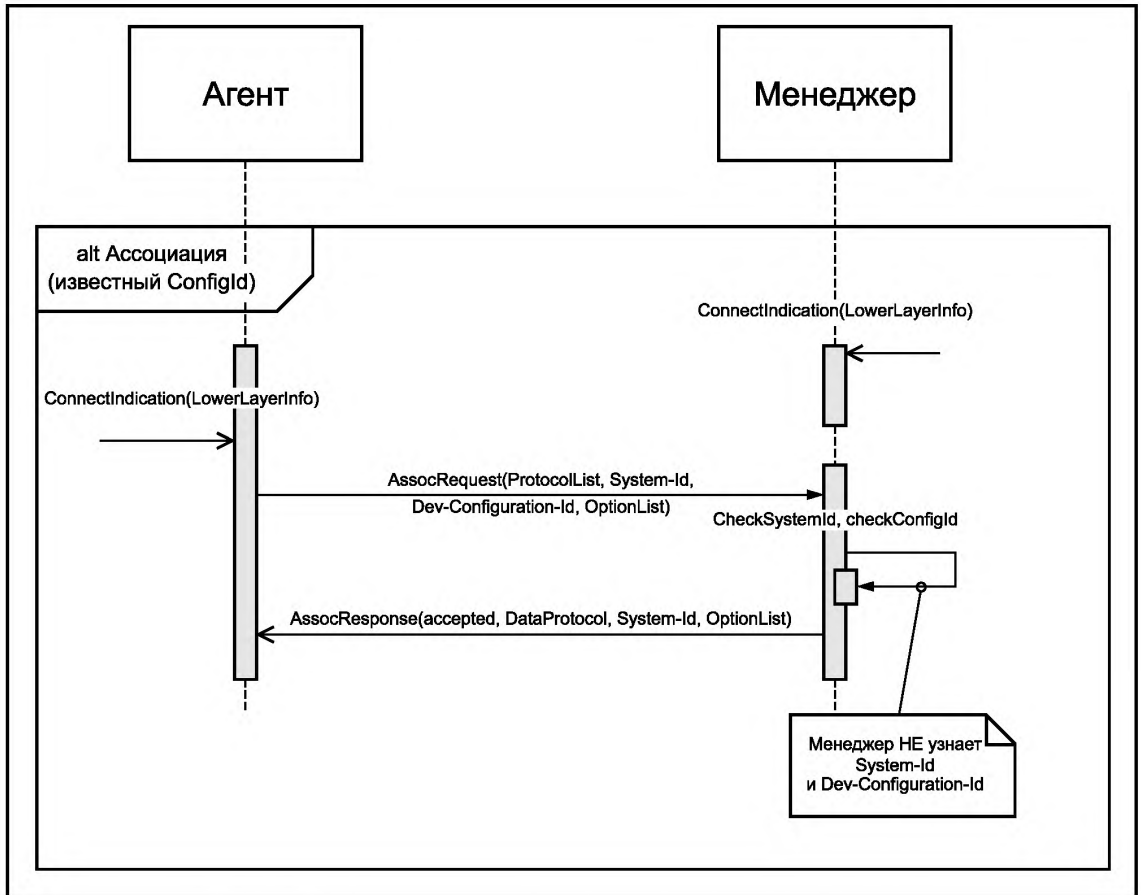 Агент
Менеджер
alt Ассоциация
(известный ConfigId)
ConnectIndication(LowerLayerInfo)
ConnectIndication(LowerLayerInfo)
AssocRequest(ProtocolList, System-Id,
Dev-Configuration-Id, OptionList)
CheckSystemId, checkConfigId
AssocResponse(accepted, DataProtocol, System-Id, OptionList)
Менеджер НЕ узнает
System-Id
и Dev-Configuration-Id